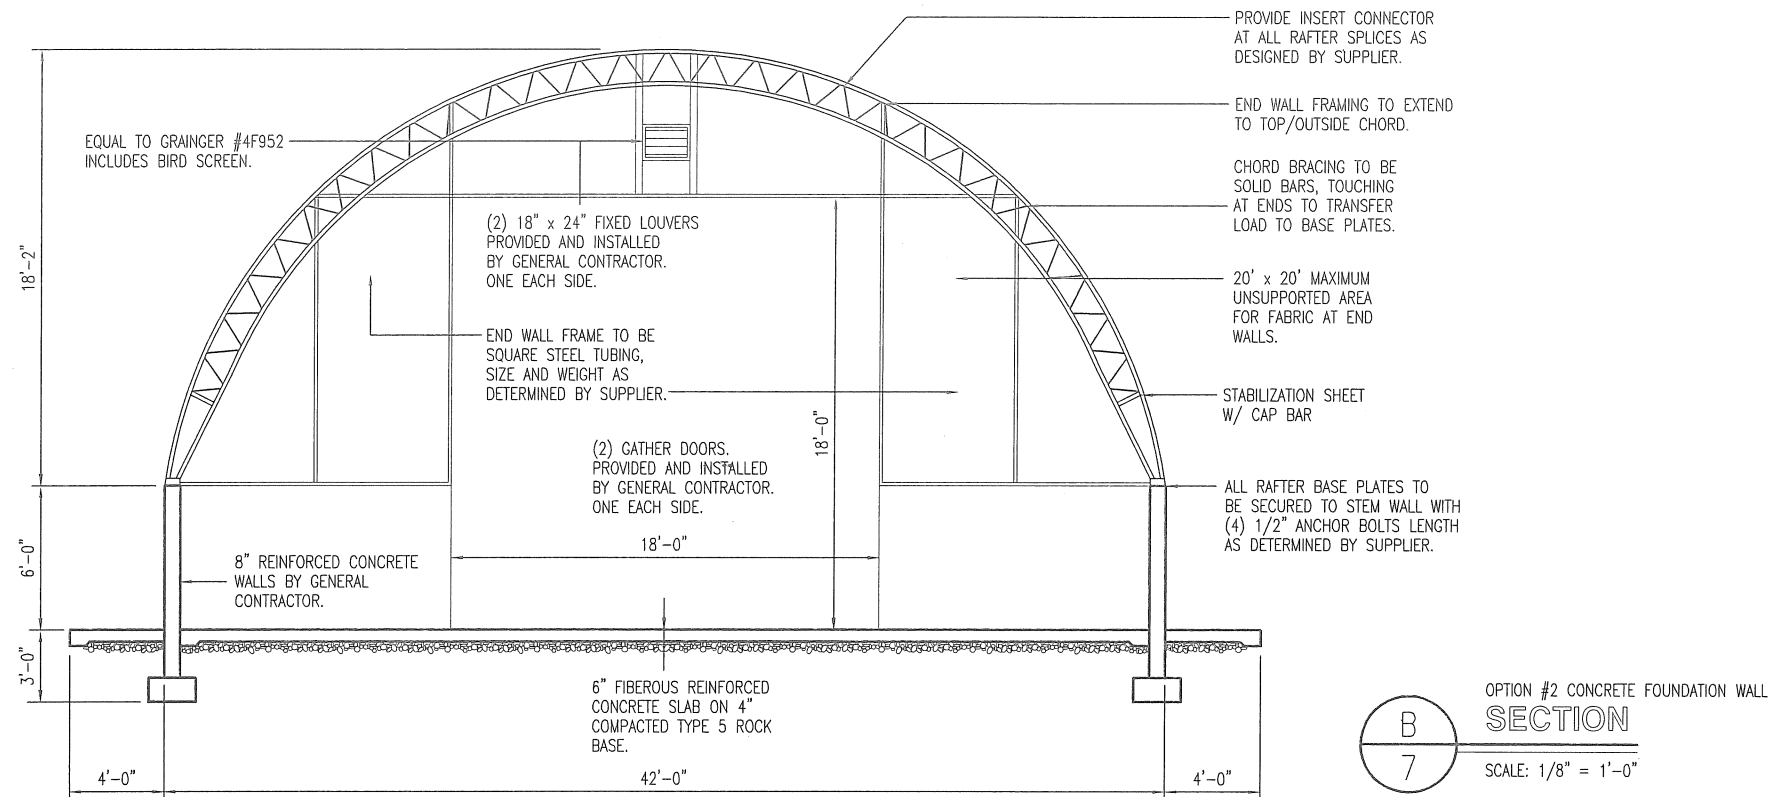 PROVIDE INSERT CONNECTOR
AT ALL RAFTER SPLICES AS
DESIGNED BY SUPPLIER.
END WALL FRAMING TO EXTEND
TO TOP/OUTSIDE CHORD.
EQUAL TO GRAINGER #4F952
INCLUDES BIRD SCREEN.
CHORD BRACING TO BE
SOLID BARS, TOUCHING
AT ENDS TO TRANSFER
LOAD TO BASE PLATES.
(2) 18" x 24" FIXED LOUVERS
PROVIDED AND INSTALLED
BY GENERAL CONTRACTOR.
ONE EACH SIDE.
18'-2"
20' x 20' MAXIMUM
UNSUPPORTED AREA
FOR FABRIC AT END
WALLS.
END WALL FRAME TO BE
SQUARE STEEL TUBING,
SIZE AND WEIGHT AS
DETERMINED BY SUPPLIER.
STABILIZATION SHEET
W/ CAP BAR
18'-0"
(2) GATHER DOORS.
PROVIDED AND INSTALLED
BY GENERAL CONTRACTOR.
ONE EACH SIDE.
ALL RAFTER BASE PLATES TO
BE SECURED TO STEM WALL WITH
(4) 1/2" ANCHOR BOLTS LENGTH
AS DETERMINED BY SUPPLIER.
18'-0"
6'-0"
8" REINFORCED CONCRETE
WALLS BY GENERAL
CONTRACTOR.
3'-0"
6" FIBEROUS REINFORCED
CONCRETE SLAB ON 4"
COMPACTED TYPE 5 ROCK
BASE.
4'-0"
42'-0"
4'-0"
B
7
OPTION #2 CONCRETE FOUNDATION WALL
SECTION
SCALE: 1/8" = 1'-0"